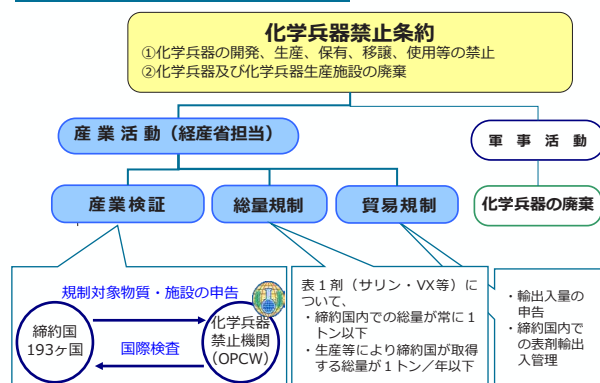 化学兵器禁止条約
①化学兵器の開発、生産、保有、移譲、使用等の禁止
②化学兵器及び化学兵器生産施設の廃棄
産業活動（経産省担当）
軍事活動
産業検証
総量規制
貿易規制
化学兵器の廃棄
規制対象物質・施設の申告
締約国
193ヶ国
化学兵器
禁止機関
(OPCW)
国際検査
表１剤（サリン・VX等）に
ついて、
・締約国内での総量が常に１
トン以下
・生産等により締約国が取得
する総量が１トン／年以下
・輸出入量の
申告
・締約国内で
の表剤輸出
入管理